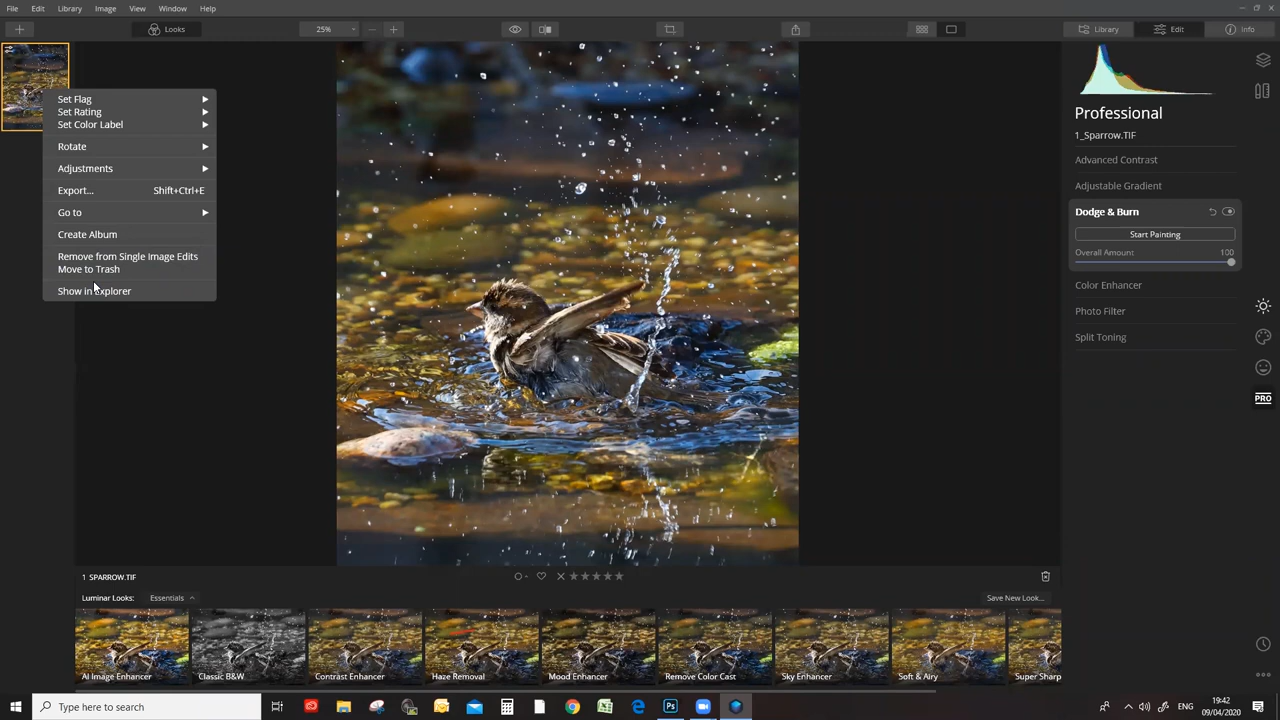 File Edit Library Image View Window Help
Looks 25% Library Edit Info
Set Flag
Set Rating
Set Color Label
Rotate
Adjustments
Export... Shift+Ctrl+E
Go to
Create Album
Remove from Single Image Edits
Move to Trash
Show in Explorer
Professional
1_Sparrow.TIF
Advanced Contrast
Adjustable Gradient
Dodge & Burn
Start Painting
Overall Amount 100
Color Enhancer
Photo Filter
Split Toning
PRO
1 SPARROW.TIF
Luminar Looks: Essentials Save New Look...
AI Image Enhancer Classic B&W Contrast Enhancer Haze Removal Mood Enhancer Remove Color Cast Sky Enhancer Soft & Airy Super Sharp
Type here to search Ps
19:42
09/04/2020